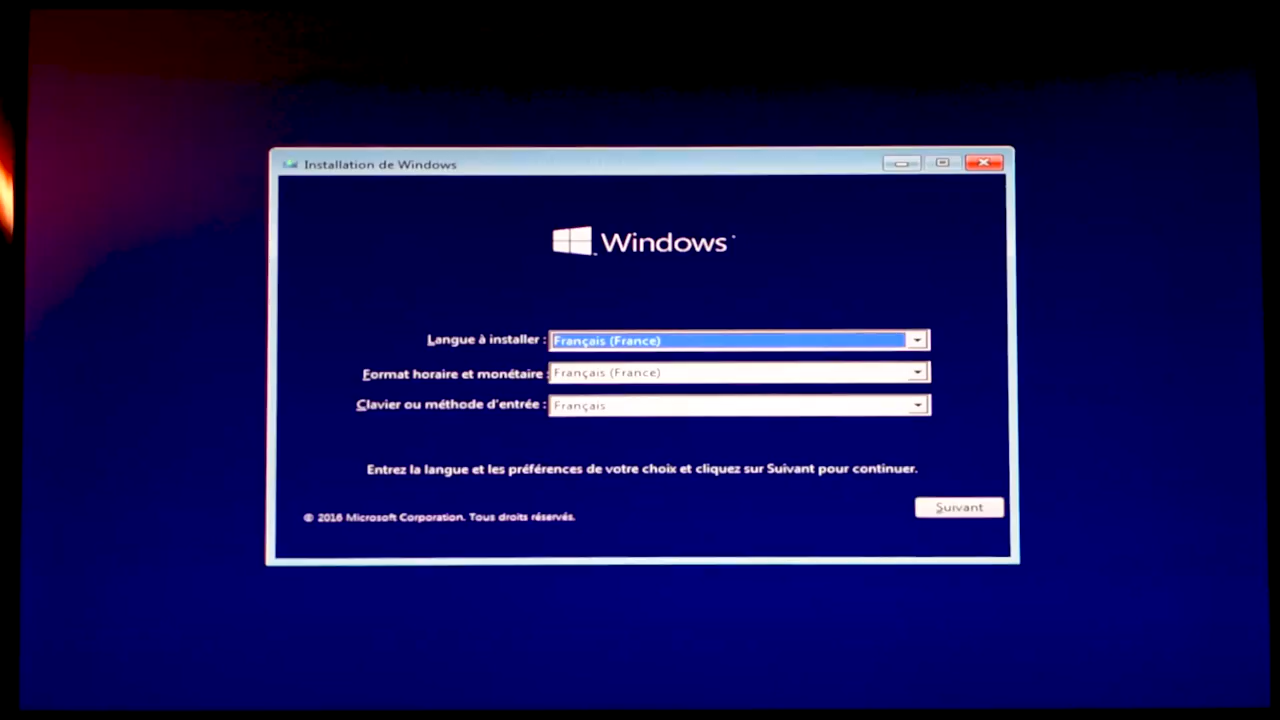 Installation de Windows
Windows
Langue à installer : Français (France)
Format horaire et monétaire : Français (France)
Clavier ou méthode d'entrée : Français
Entrez la langue et les préférences de votre choix et cliquez sur Suivant pour continuer.
© 2016 Microsoft Corporation. Tous droits réservés.
Suivant